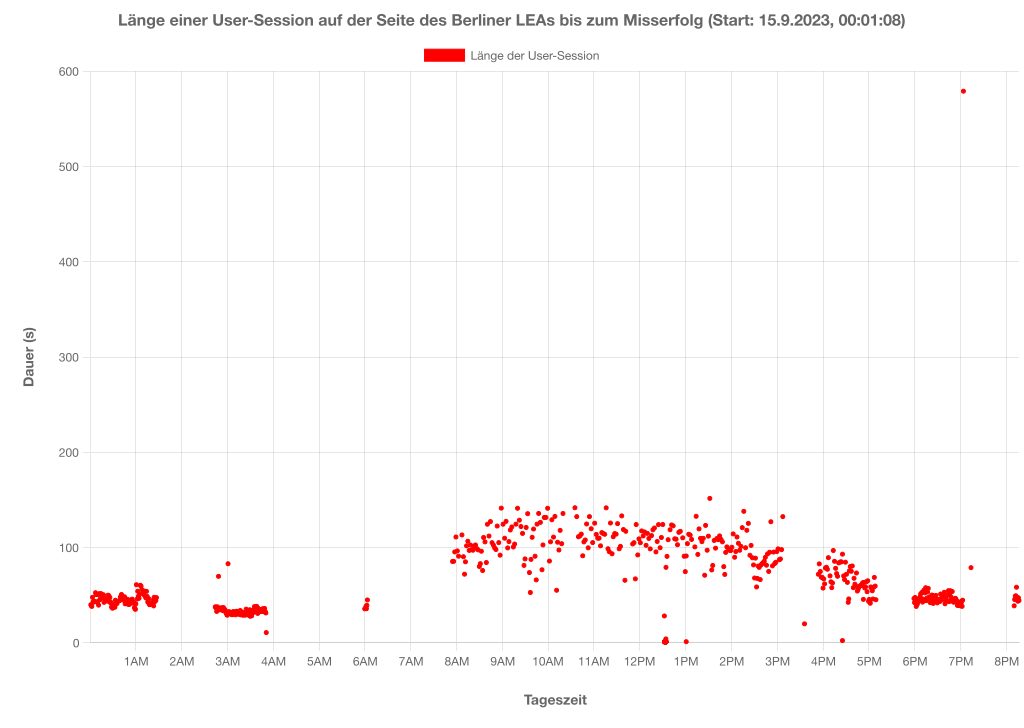 Länge einer User-Session auf der Seite des Berliner LEAs bis zum Misserfolg (Start: 15.9.2023, 00:01:08)
Länge der User-Session
600
500
400
300
200
100
0
Dauer (s)
1AM 2AM 3AM 4AM 5AM 6AM 7AM 8AM 9AM 10AM 11AM 12PM 1PM 2PM 3PM 4PM 5PM 6PM 7PM 8PM
Tageszeit